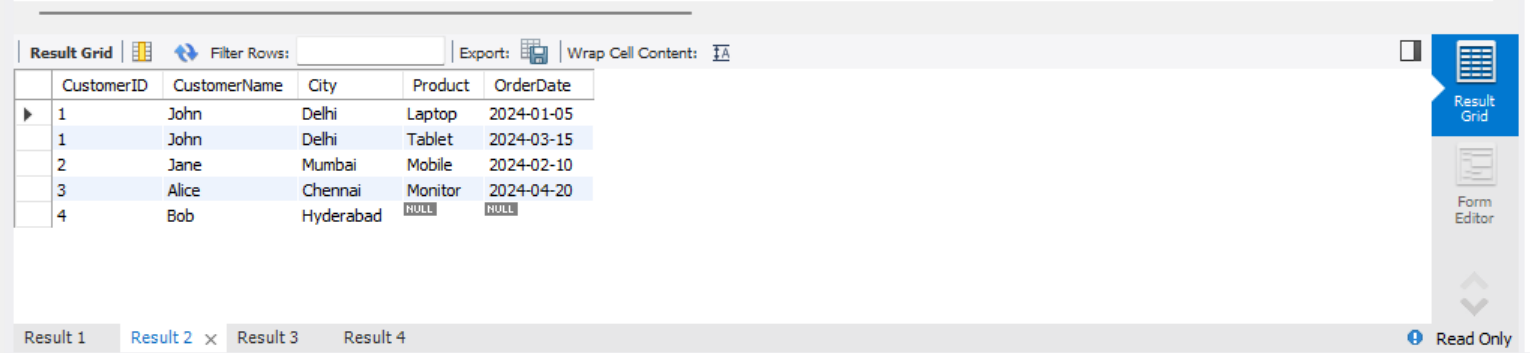 Result Grid Filter Rows: Export: Wrap Cell Content: IA
CustomerID CustomerName City Product OrderDate
1 John Delhi Laptop 2024-01-05
1 John Delhi Tablet 2024-03-15
2 Jane Mumbai Mobile 2024-02-10
3 Alice Chennai Monitor 2024-04-20
4 Bob Hyderabad NULL NULL
Result
Grid
Form
Editor
Result 1 Result 2 × Result 3 Result 4 Read Only